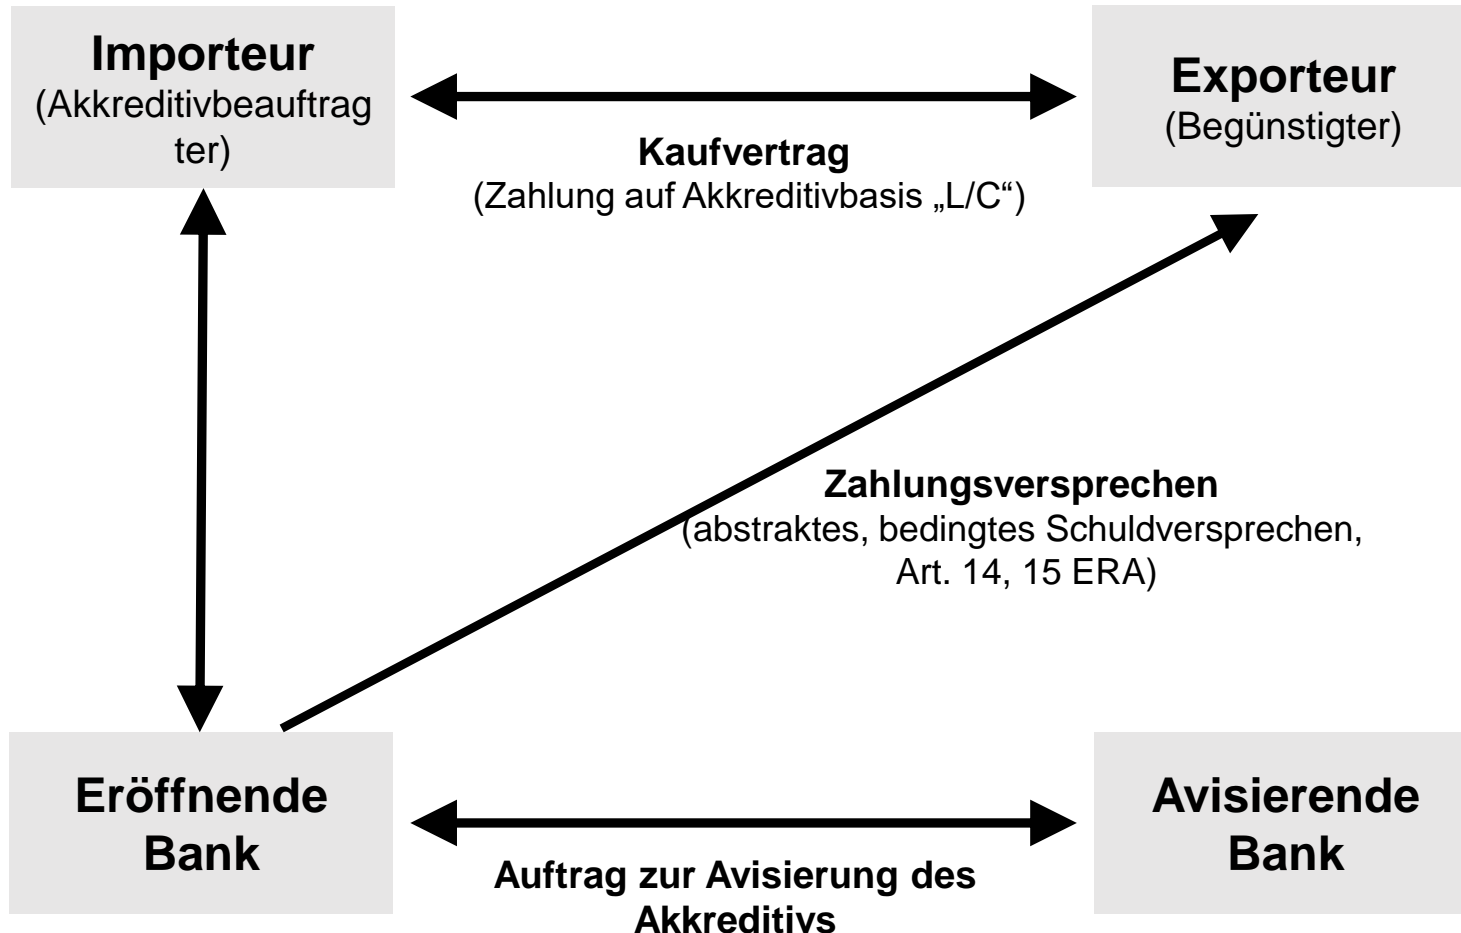 Importeur
(Akkreditivbeauftrag
ter)
Exporteur
(Begünstigter)
Kaufvertrag
(Zahlung auf Akkreditivbasis „L/C“)
Zahlungsversprechen
(abstraktes, bedingtes Schuldversprechen,
Art. 14, 15 ERA)
Eröffnende
Bank
Avisierende
Bank
Auftrag zur Avisierung des
Akkreditivs